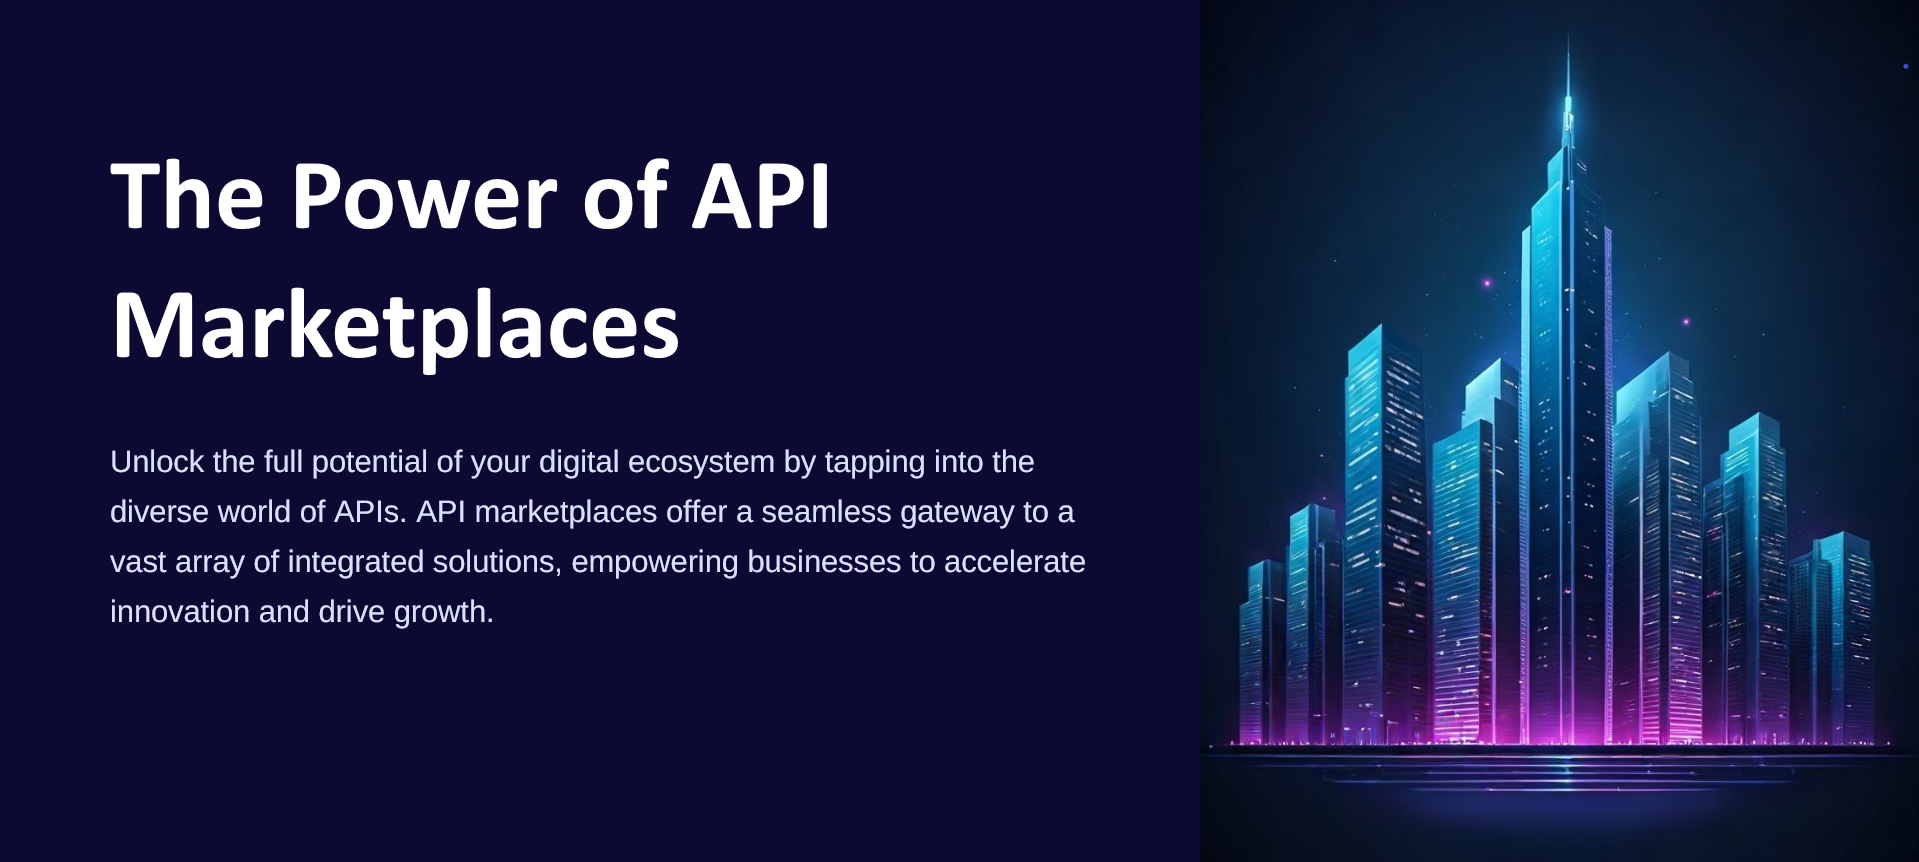 The Power of API
Marketplaces
Unlock the full potential of your digital ecosystem by tapping into the
diverse world of APIs. API marketplaces offer a seamless gateway to a
vast array of integrated solutions, empowering businesses to accelerate
innovation and drive growth.